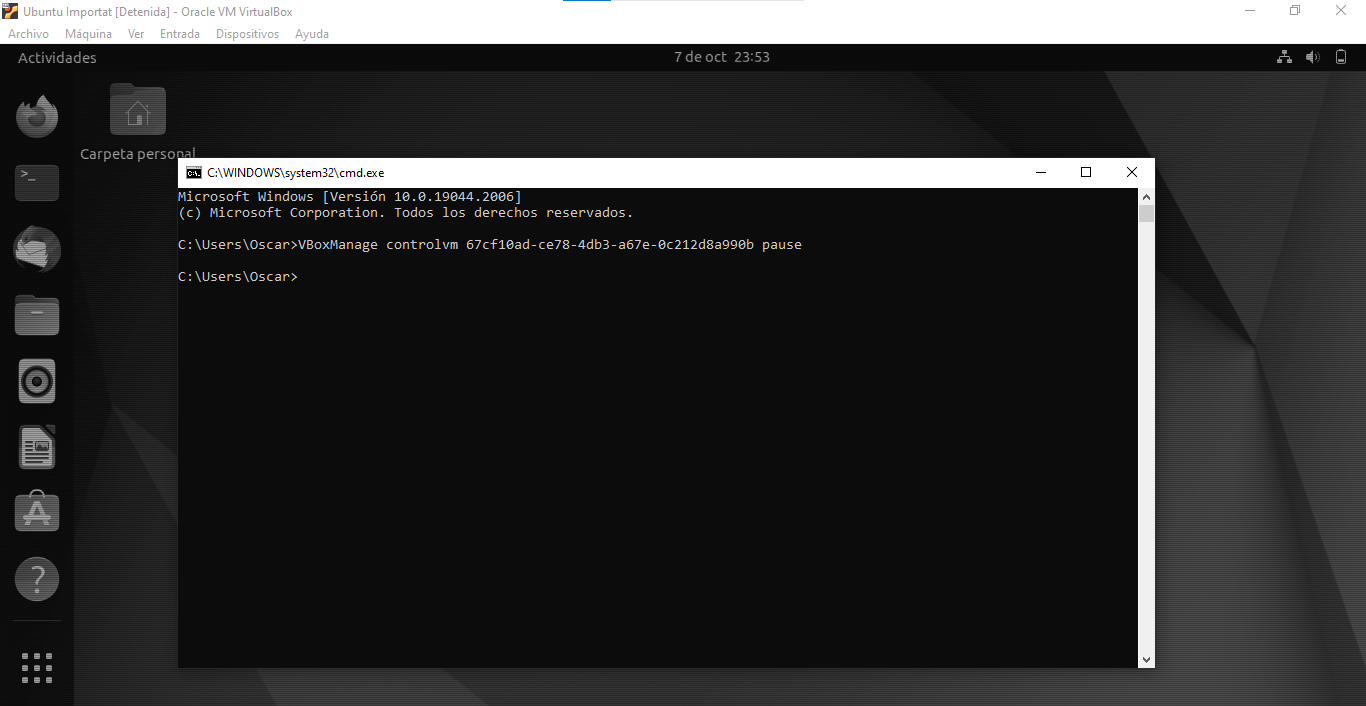 Ubuntu Importat [Detenida] - Oracle VM VirtualBox
Archivo Máquina Ver Entrada Dispositivos Ayuda
Actividades 7 de oct 23:53
Carpeta personal
C:\WINDOWS\system32\cmd.exe
Microsoft Windows [Versión 10.0.19044.2006]
(c) Microsoft Corporation. Todos los derechos reservados.
C:\Users\Oscar>VBoxManage controlvm 67cf10ad-ce78-4db3-a67e-0c212d8a990b pause
C:\Users\Oscar>